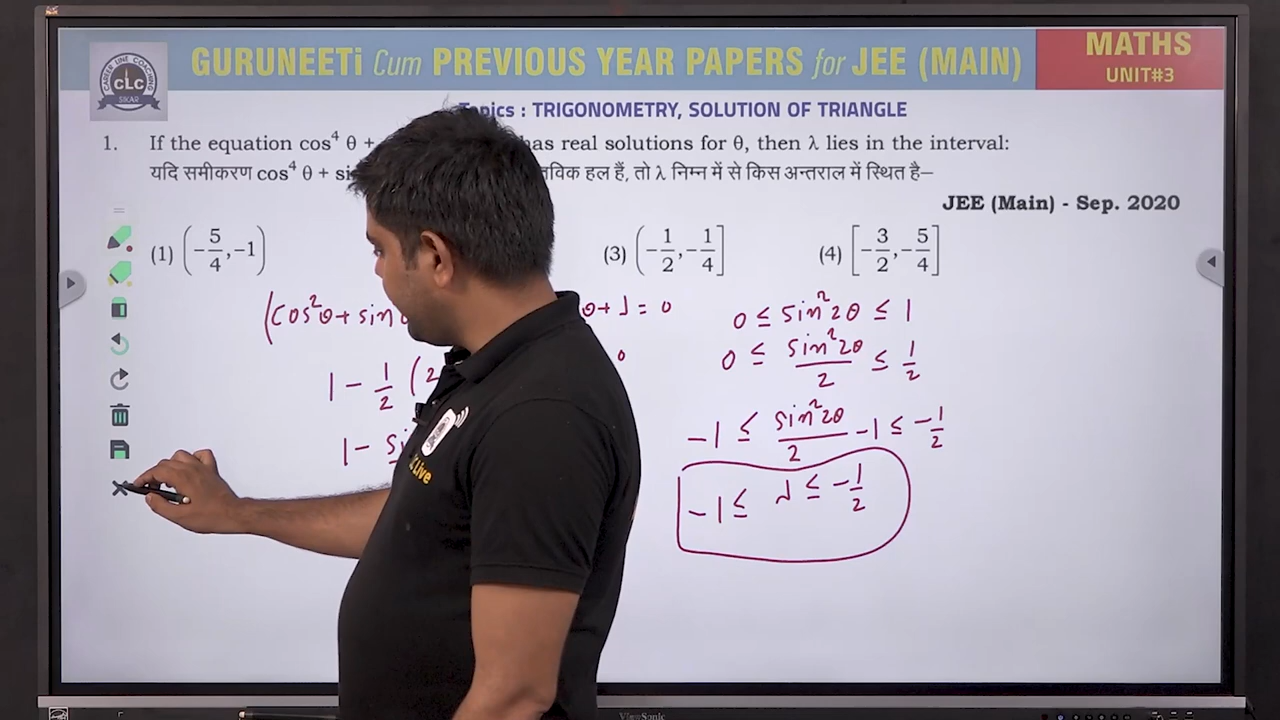 GURUNEETi Cum PREVIOUS YEAR PAPERS for JEE (MAIN)
MATHS
UNIT#3
CAREER LINE COACHING
CLC
SIKAR
: TRIGONOMETRY, SOLUTION OF TRIANGLE
1. If the equation cos⁴ θ + has real solutions for θ, then λ lies in the interval:
यदि समीकरण cos⁴ θ + हल हैं, तो λ निम्न में से किस अन्तराल में स्थित है–
JEE (Main) - Sep. 2020
(1) (-5/4, -1)
(3) (-1/2, -1/4]
(4) [-3/2, -5/4]
(cos²θ + sin θ + λ = 0
0 ≤ sin²2θ ≤ 1
1 - 1/2 (2 0
0 ≤ sin²2θ/2 ≤ 1/2
1 -
-1 ≤ sin²2θ/2 - 1 ≤ -1/2
-1 ≤ λ ≤ -1/2
Live
ViewSonic